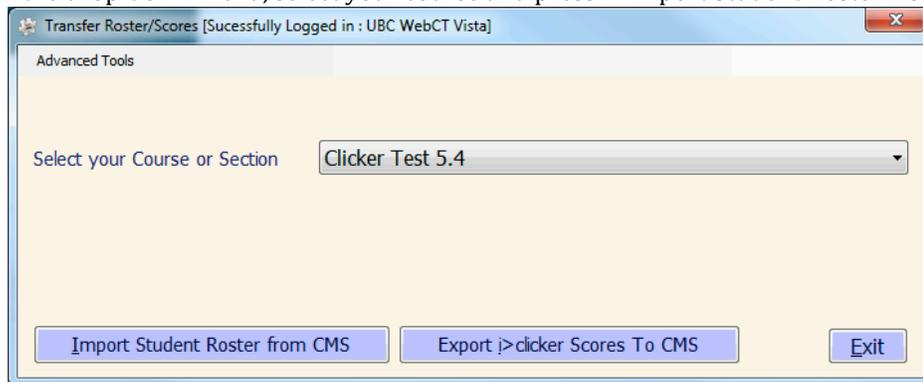 Transfer Roster/Scores [Sucessfully Logged in : UBC WebCT Vista]
Advanced Tools
Select your Course or Section
Clicker Test 5.4
Import Student Roster from CMS
Export i>clicker Scores To CMS
Exit